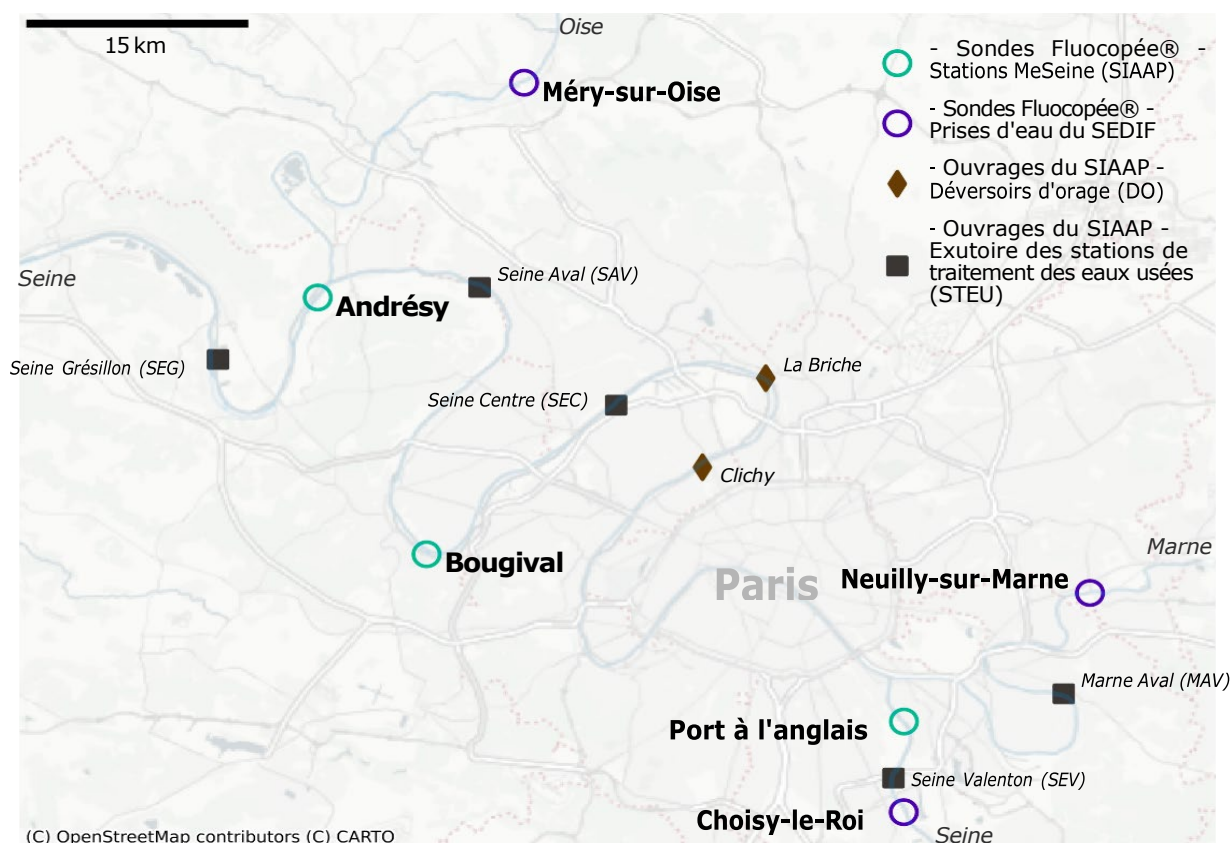 15 km
Oise
Méry-sur-Oise
- Sondes Fluocopée® -
Stations MeSeine (SIAAP)
- Sondes Fluocopée® -
Prises d'eau du SEDIF
- Ouvrages du SIAAP -
Déversoirs d'orage (DO)
- Ouvrages du SIAAP -
Exutoire des stations de
traitement des eaux usées
(STEU)
Seine
Seine Aval (SAV)
Andrésy
Seine Grésillon (SEG)
La Briche
Seine Centre (SEC)
Clichy
Bougival
Marne
Paris
Neuilly-sur-Marne
Marne Aval (MAV)
Port à l'anglais
Seine Valenton (SEV)
Choisy-le-Roi
Seine
(C) OpenStreetMap contributors (C) CARTO